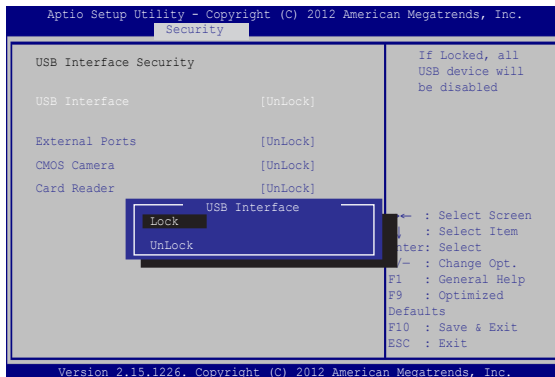 Aptio Setup Utility - Copyright (C) 2012 American Megatrends, Inc.
Security
USB Interface Security
USB Interface [UnLock]
External Ports [UnLock]
CMOS Camera [UnLock]
Card Reader [UnLock]
USB Interface
Lock
UnLock
If Locked, all
USB device will
be disabled
→← : Select Screen
: Select Item
nter: Select
/— : Change Opt.
F1 : General Help
F9 : Optimized
Defaults
F10 : Save & Exit
ESC : Exit
Version 2.15.1226. Copyright (C) 2012 American Megatrends, Inc.